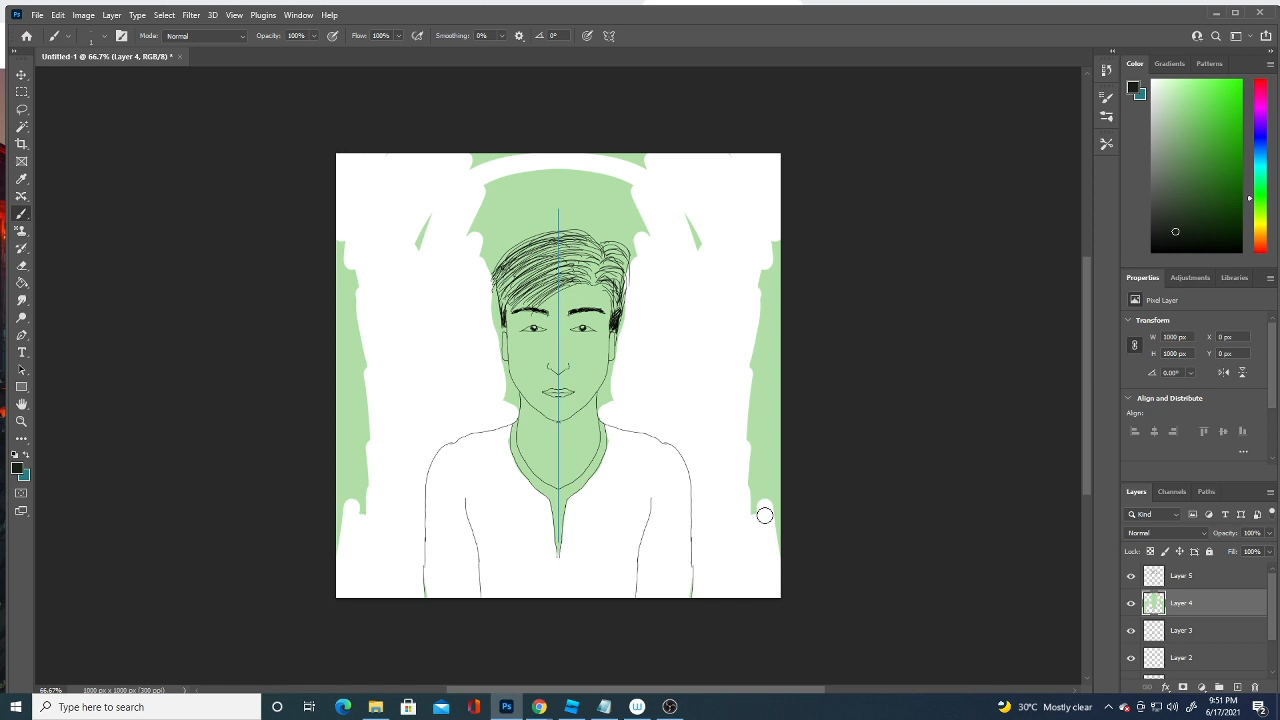 Ps File Edit Image Layer Type Select Filter 3D View Plugins Window Help
1 Mode: Normal Opacity: 100% Flow: 100% Smoothing: 0% 0°
Untitled-1 @ 66.7% (Layer 4, RGB/8) *
Color Gradients Patterns
Properties Adjustments Libraries
Pixel Layer
Transform
W 1000 px X 0 px
H 1000 px Y 0 px
0.00°
Align and Distribute
Align:
Layers Channels Paths
Kind
Normal Opacity: 100%
Lock: Fill: 100%
Layer 5
Layer 4
Layer 3
Layer 2
66.67% 1000 px x 1000 px (300 ppi)
Type here to search
Ps
30°C Mostly clear
9:51 PM
6/17/2021
2